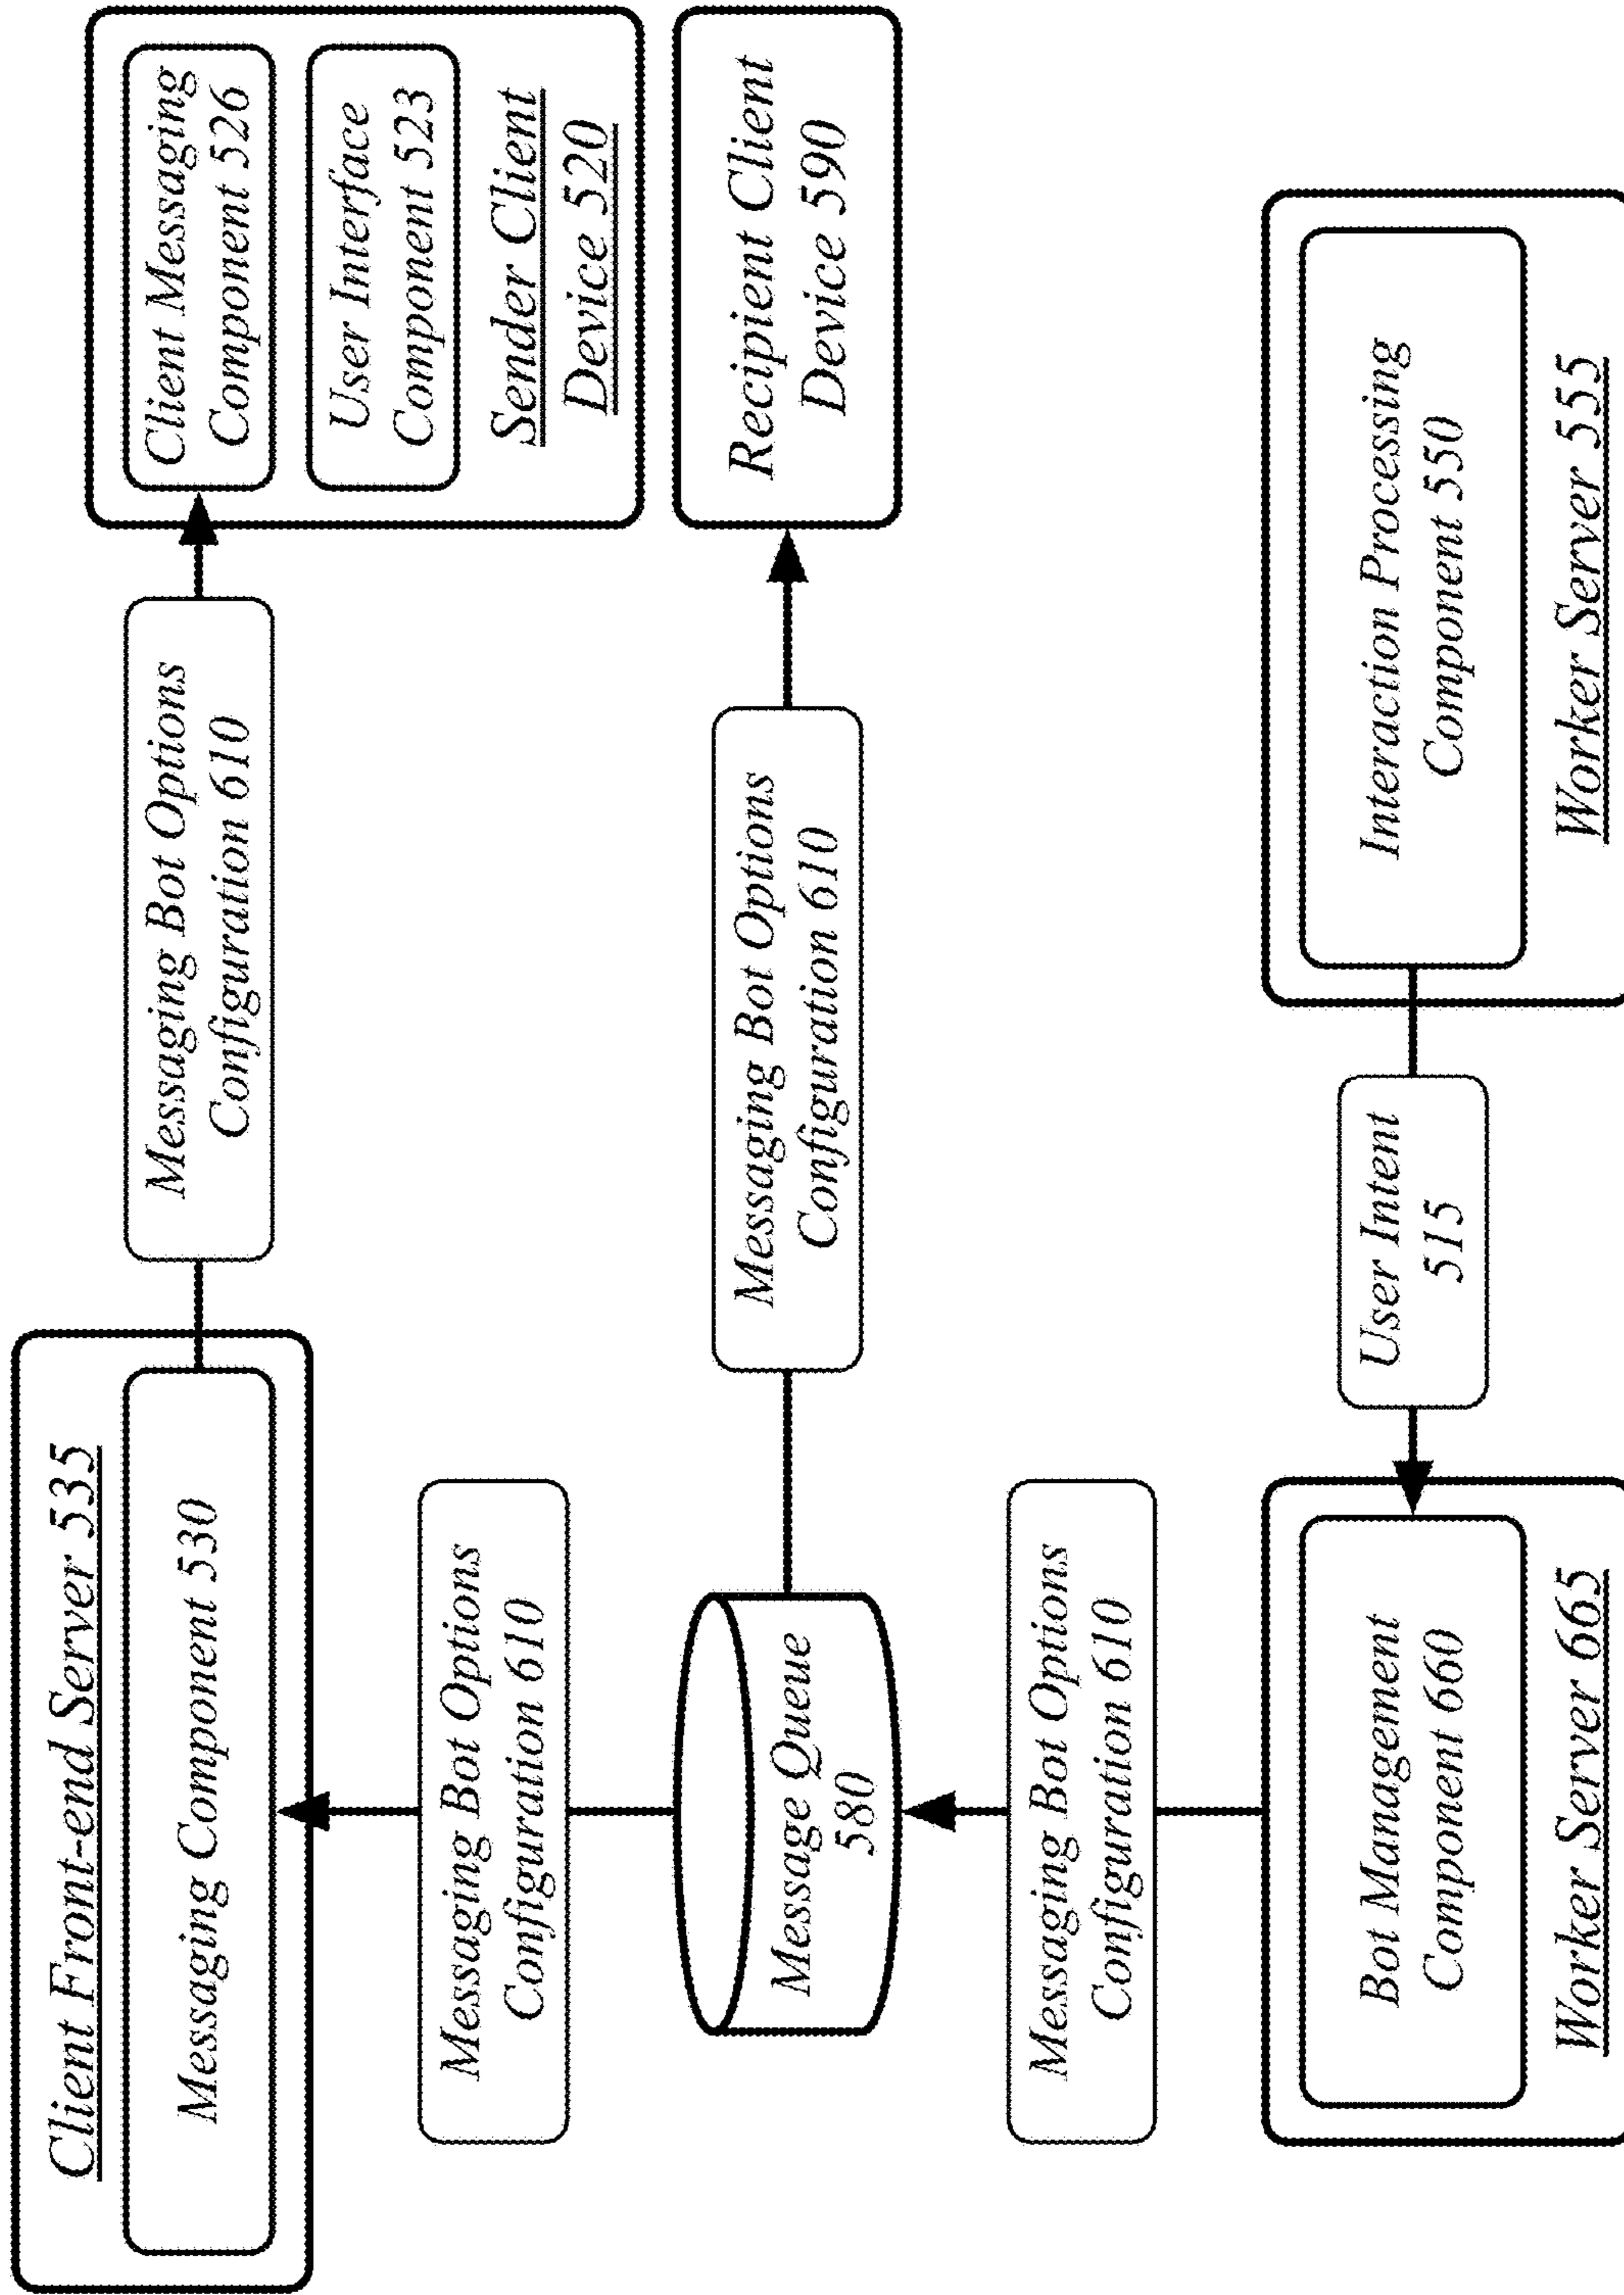 Client Front-end Server 535
Messaging Component 530
Messaging Bot Options
Configuration 610
Client Messaging
Component 526
User Interface
Component 523
Sender Client
Device 520
Messaging Bot Options
Configuration 610
Message Queue
580
Messaging Bot Options
Configuration 610
Recipient Client
Device 590
Messaging Bot Options
Configuration 610
Bot Management
Component 660
Worker Server 665
User Intent
515
Interaction Processing
Component 550
Worker Server 555